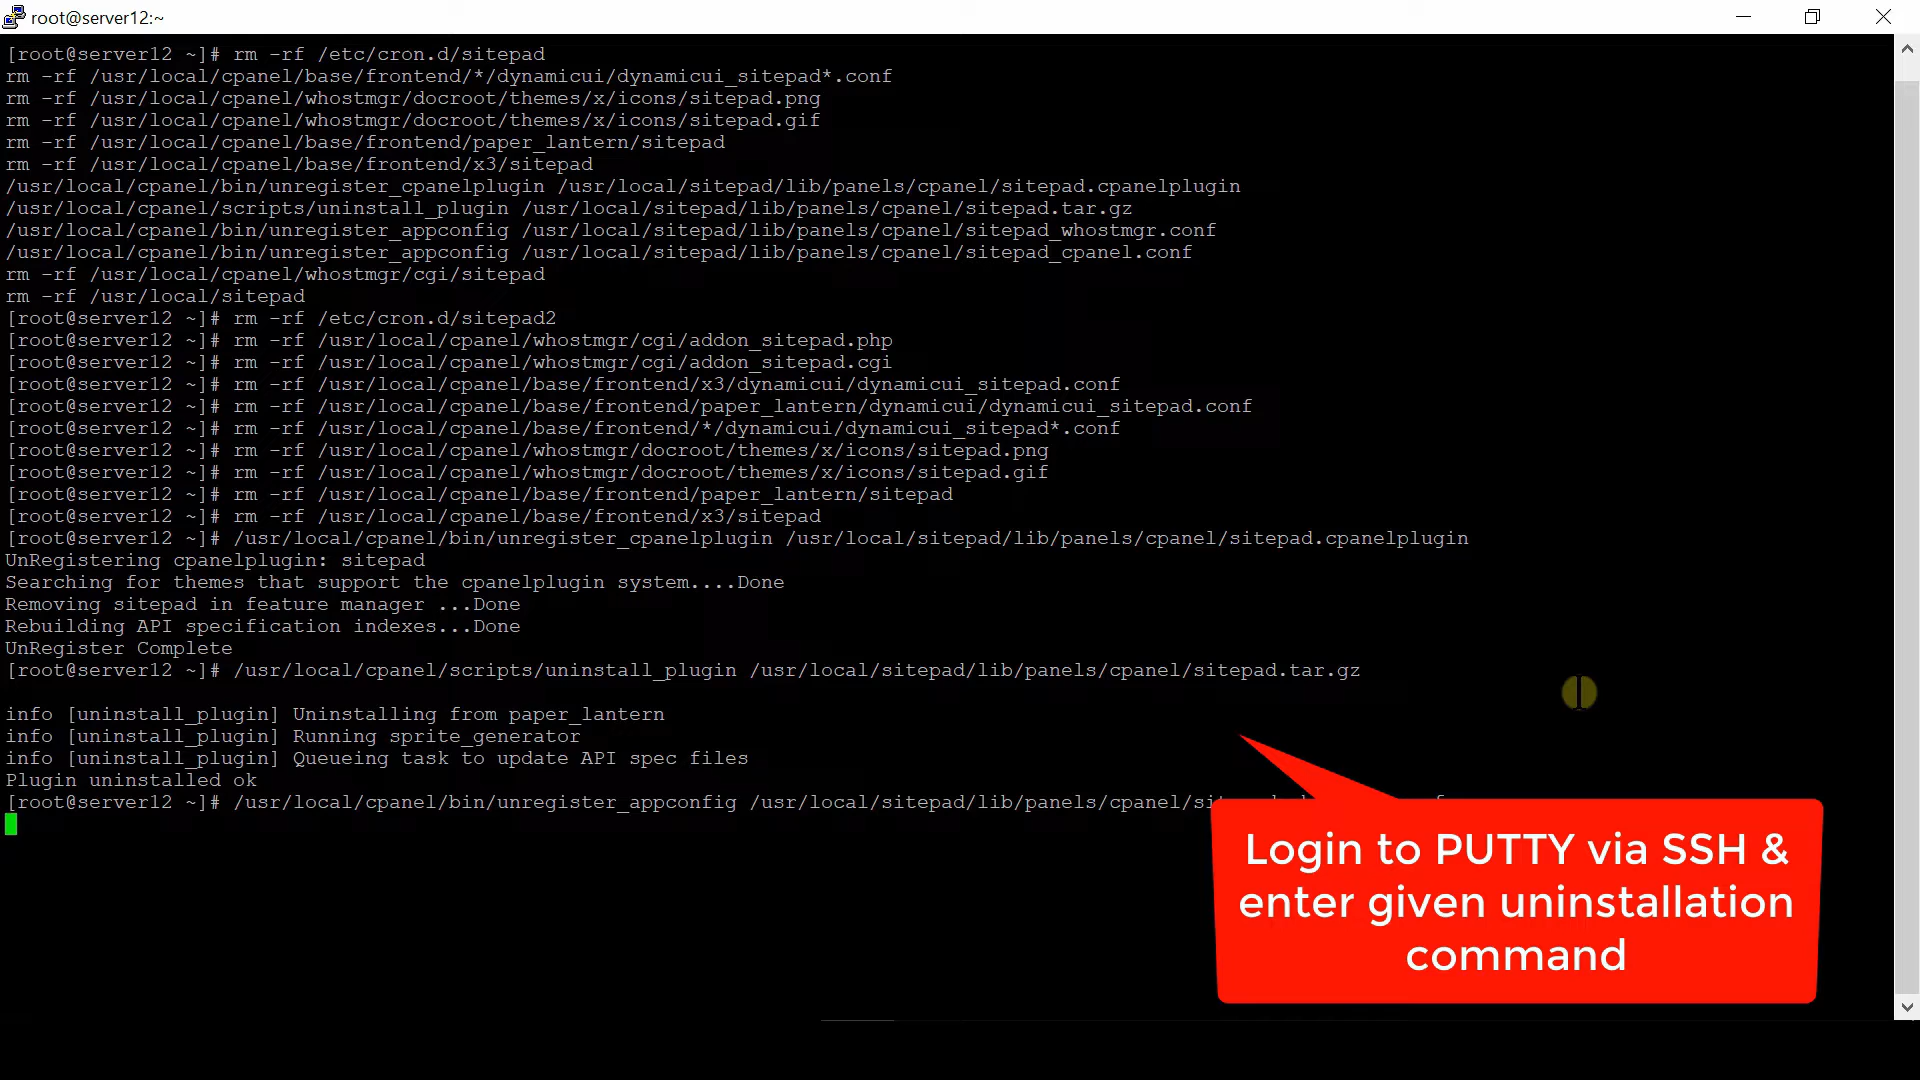 root@server12:~
[root@server12 ~]# rm -rf /etc/cron.d/sitepad
rm -rf /usr/local/cpanel/base/frontend/*/dynamicui/dynamicui_sitepad*.conf
rm -rf /usr/local/cpanel/whostmgr/docroot/themes/x/icons/sitepad.png
rm -rf /usr/local/cpanel/whostmgr/docroot/themes/x/icons/sitepad.gif
rm -rf /usr/local/cpanel/base/frontend/paper_lantern/sitepad
rm -rf /usr/local/cpanel/base/frontend/x3/sitepad
/usr/local/cpanel/bin/unregister_cpanelplugin /usr/local/sitepad/lib/panels/cpanel/sitepad.cpanelplugin
/usr/local/cpanel/scripts/uninstall_plugin /usr/local/sitepad/lib/panels/cpanel/sitepad.tar.gz
/usr/local/cpanel/bin/unregister_appconfig /usr/local/sitepad/lib/panels/cpanel/sitepad_whostmgr.conf
/usr/local/cpanel/bin/unregister_appconfig /usr/local/sitepad/lib/panels/cpanel/sitepad_cpanel.conf
rm -rf /usr/local/cpanel/whostmgr/cgi/sitepad
rm -rf /usr/local/sitepad
[root@server12 ~]# rm -rf /etc/cron.d/sitepad2
[root@server12 ~]# rm -rf /usr/local/cpanel/whostmgr/cgi/addon_sitepad.php
[root@server12 ~]# rm -rf /usr/local/cpanel/whostmgr/cgi/addon_sitepad.cgi
[root@server12 ~]# rm -rf /usr/local/cpanel/base/frontend/x3/dynamicui/dynamicui_sitepad.conf
[root@server12 ~]# rm -rf /usr/local/cpanel/base/frontend/paper_lantern/dynamicui/dynamicui_sitepad.conf
[root@server12 ~]# rm -rf /usr/local/cpanel/base/frontend/*/dynamicui/dynamicui_sitepad*.conf
[root@server12 ~]# rm -rf /usr/local/cpanel/whostmgr/docroot/themes/x/icons/sitepad.png
[root@server12 ~]# rm -rf /usr/local/cpanel/whostmgr/docroot/themes/x/icons/sitepad.gif
[root@server12 ~]# rm -rf /usr/local/cpanel/base/frontend/paper_lantern/sitepad
[root@server12 ~]# rm -rf /usr/local/cpanel/base/frontend/x3/sitepad
[root@server12 ~]# /usr/local/cpanel/bin/unregister_cpanelplugin /usr/local/sitepad/lib/panels/cpanel/sitepad.cpanelplugin
UnRegistering cpanelplugin: sitepad
Searching for themes that support the cpanelplugin system....Done
Removing sitepad in feature manager ...Done
Rebuilding API specification indexes...Done
UnRegister Complete
[root@server12 ~]# /usr/local/cpanel/scripts/uninstall_plugin /usr/local/sitepad/lib/panels/cpanel/sitepad.tar.gz
info [uninstall_plugin] Uninstalling from paper_lantern
info [uninstall_plugin] Running sprite_generator
info [uninstall_plugin] Queueing task to update API spec files
Plugin uninstalled ok
[root@server12 ~]# /usr/local/cpanel/bin/unregister_appconfig /usr/local/sitepad/lib/panels/cpanel/
Login to PUTTY via SSH &
enter given uninstallation
command